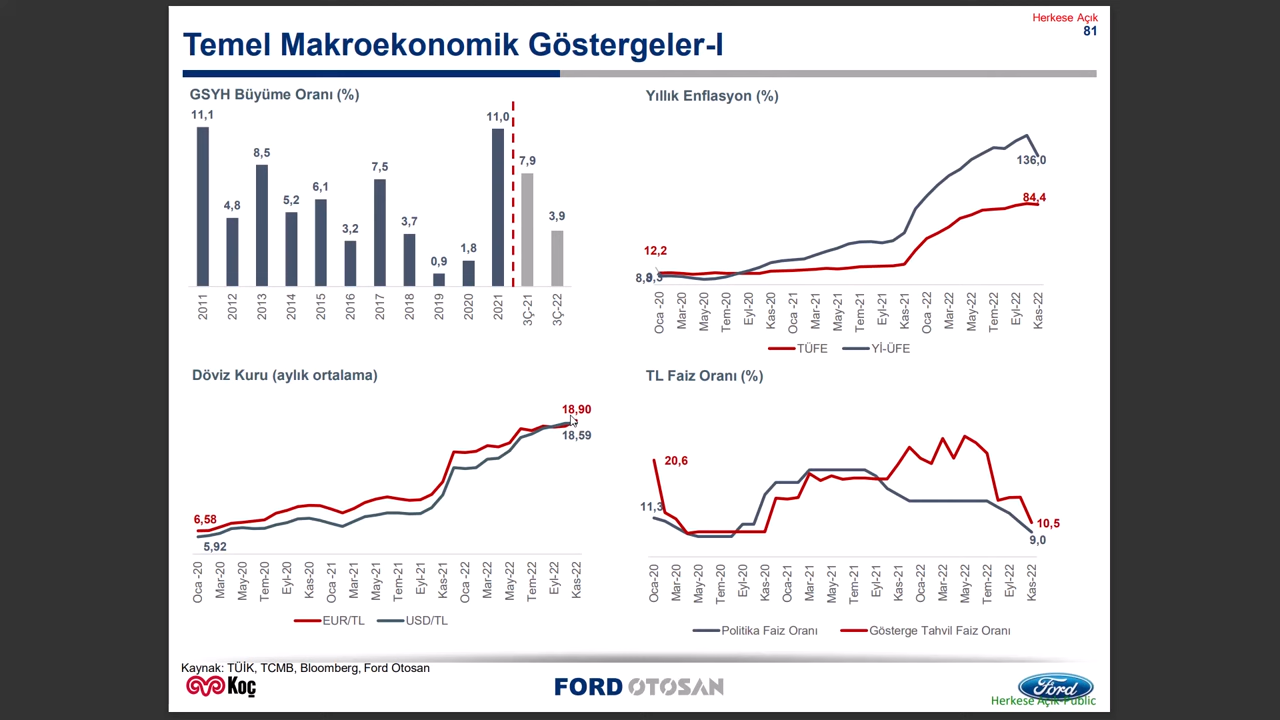 Herkese Açık
81
Temel Makroekonomik Göstergeler-I
GSYH Büyüme Oranı (%)
11,1
4,8
8,5
5,2
6,1
3,2
7,5
3,7
0,9
1,8
11,0
7,9
3,9
2011
2012
2013
2014
2015
2016
2017
2018
2019
2020
2021
3Ç-21
3Ç-22
Yıllık Enflasyon (%)
136,0
84,4
12,2
Oca -20
Mar-20
May-20
Tem-20
Eyl-20
Kas-20
Oca -21
Mar-21
May-21
Tem-21
Eyl-21
Kas-21
Oca -22
Mar-22
May-22
Tem-22
Eyl-22
Kas-22
TÜFE
Yİ-ÜFE
Döviz Kuru (aylık ortalama)
18,90
18,59
6,58
5,92
Oca -20
Mar-20
May-20
Tem-20
Eyl-20
Kas-20
Oca -21
Mar-21
May-21
Tem-21
Eyl-21
Kas-21
Oca -22
Mar-22
May-22
Tem-22
Eyl-22
Kas-22
EUR/TL
USD/TL
TL Faiz Oranı (%)
20,6
11,3
10,5
9,0
Oca-20
Mar-20
May-20
Tem-20
Eyl-20
Kas-20
Oca-21
Mar-21
May-21
Tem-21
Eyl-21
Kas-21
Oca-22
Mar-22
May-22
Tem-22
Eyl-22
Kas-22
Politika Faiz Oranı
Gösterge Tahvil Faiz Oranı
Kaynak: TÜİK, TCMB, Bloomberg, Ford Otosan
Koç
FORD OTOSAN
Ford
Herkese Açık-Public